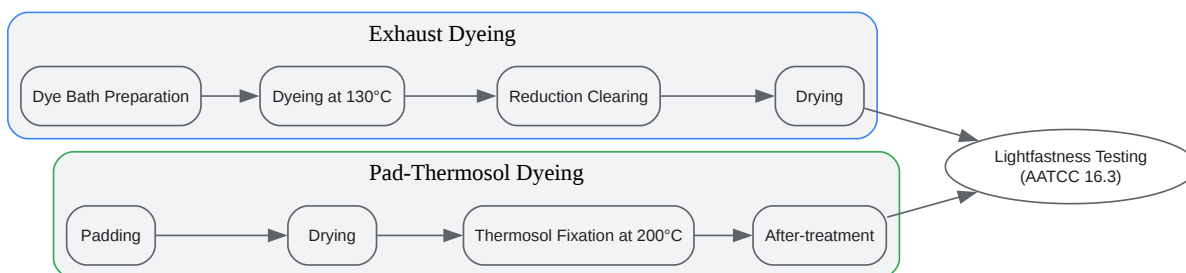 Exhaust Dyeing
Dye Bath Preparation
Dyeing at 130°C
Reduction Clearing
Drying
Lightfastness Testing
(AATCC 16.3)
Pad-Thermosol Dyeing
Padding
Drying
Thermosol Fixation at 200°C
After-treatment